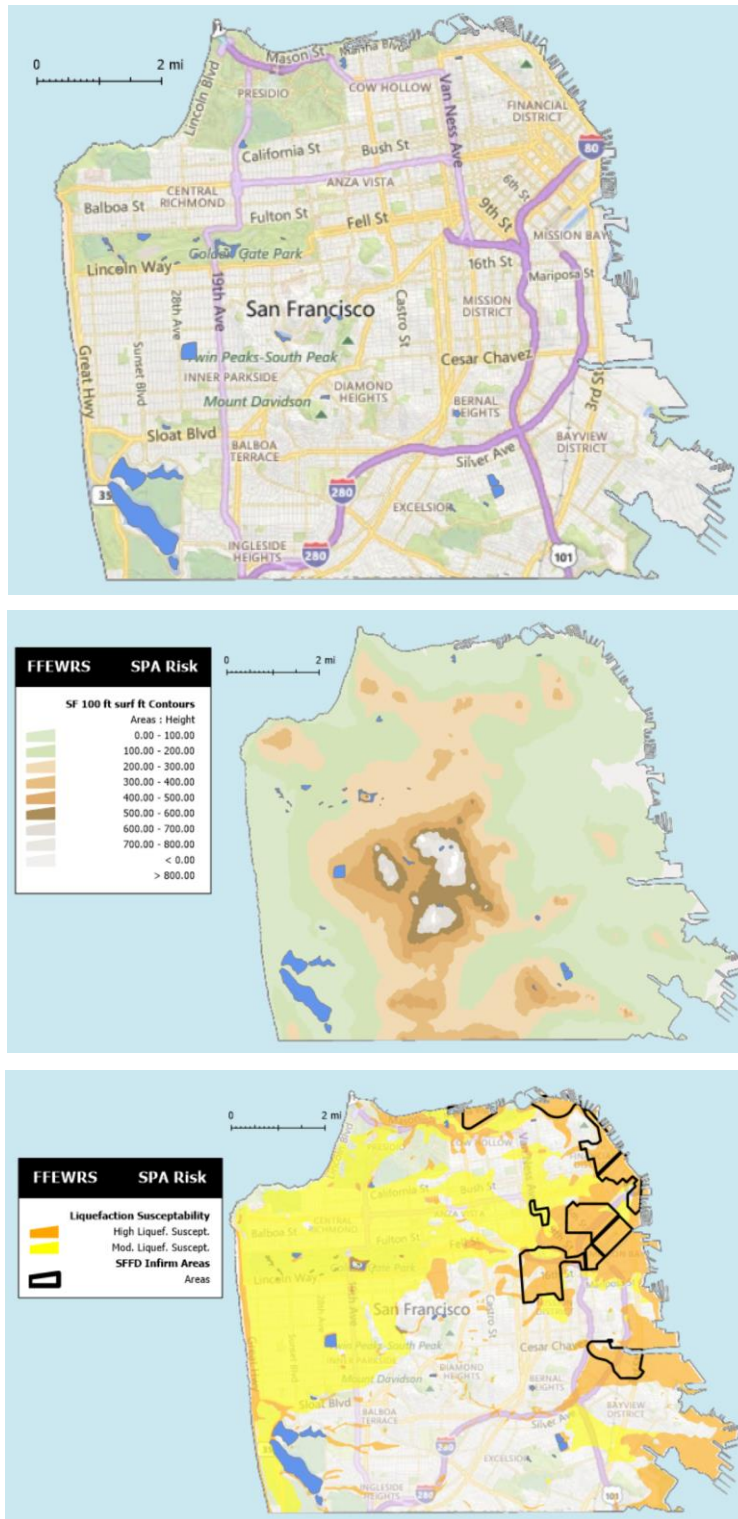 0 2 mi
Mason St
Lincoln Blvd
PRESIDIO
COW HOLLOW
Van Ness Ave
FINANCIAL
DISTRICT
California St
Bush St
80
CENTRAL
RICHMOND
ANZA VISTA
6th St
Balboa St
Fulton St
Fell St
9th St
MISSION BAY
Golden Gate Park
Lincoln Way
16th St
Mariposa St
28th Ave
19th Ave
San Francisco
Castro St
MISSION
DISTRICT
Great Hwy
Sunset Blvd
Twin Peaks-South Peak
INNER PARKSIDE
Cesar Chavez
DIAMOND
HEIGHTS
Mount Davidson
BERNAL
HEIGHTS
3rd St
Sloat Blvd
BALBOA
TERRACE
Silver Ave
BAYVIEW
DISTRICT
35
280
EXCELSIOR
INGLESIDE
HEIGHTS
280
101
FFEWRS SPA Risk
0 2 mi
SF 100 ft surf ft Contours
Areas : Height
0.00 - 100.00
100.00 - 200.00
200.00 - 300.00
300.00 - 400.00
400.00 - 500.00
500.00 - 600.00
600.00 - 700.00
700.00 - 800.00
< 0.00
> 800.00
0 2 mi
FFEWRS SPA Risk
Liquefaction Susceptability
High Liquef. Suscept.
Mod. Liquef. Suscept.
SFFD Infirm Areas
Areas
PRESIDIO
COW HOLLOW
California St
Bush St
CENTRAL
RICHMOND
ANZA VISTA
Balboa St
Fulton St
Lincoln Way
San Francisco
Castro St
Cesar Chav
Mount Davidson
DIAMOND
HEIGHTS
BERNAL
HEIGHTS
Sloat Blvd
BALBOA
TERRACE
Silver Ave
BAYVIEW
DISTRICT
280
EXCELSIOR
INGLESIDE
HEIGHTS
280
101